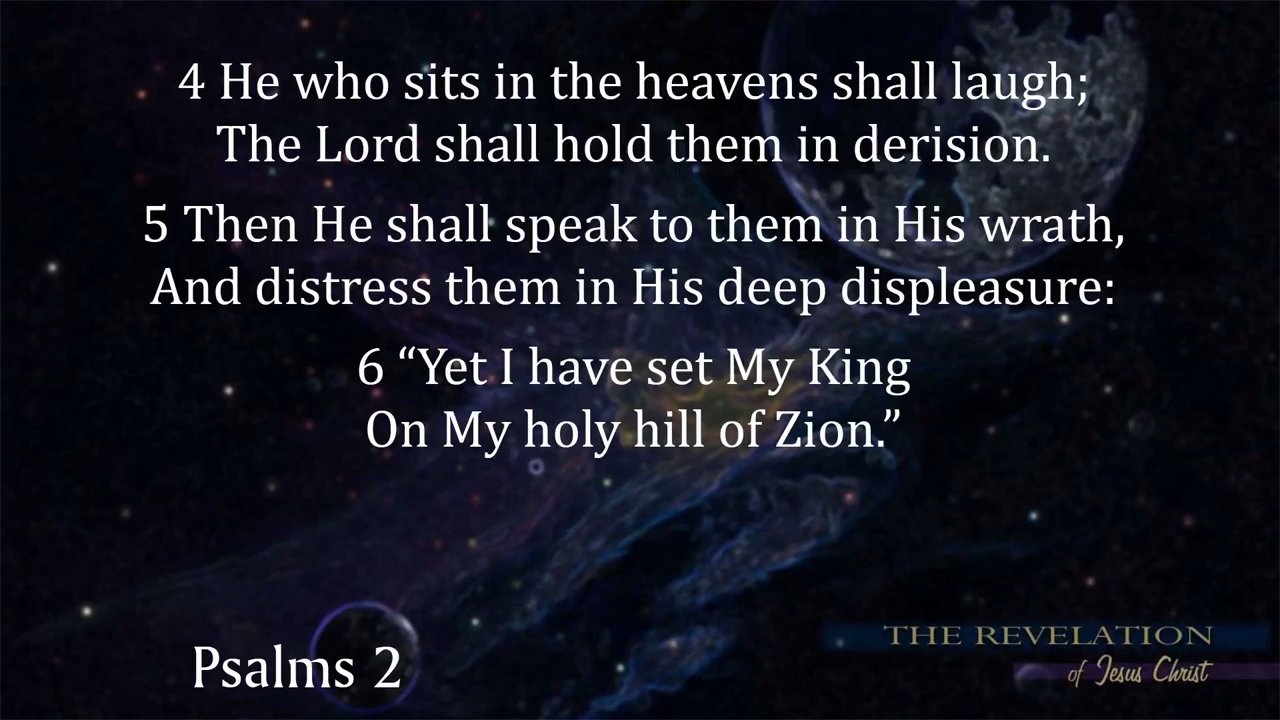 4 He who sits in the heavens shall laugh;
The Lord shall hold them in derision.
5 Then He shall speak to them in His wrath,
And distress them in His deep displeasure:
6 “Yet I have set My King
On My holy hill of Zion.”
Psalms 2
THE REVELATION
of Jesus Christ